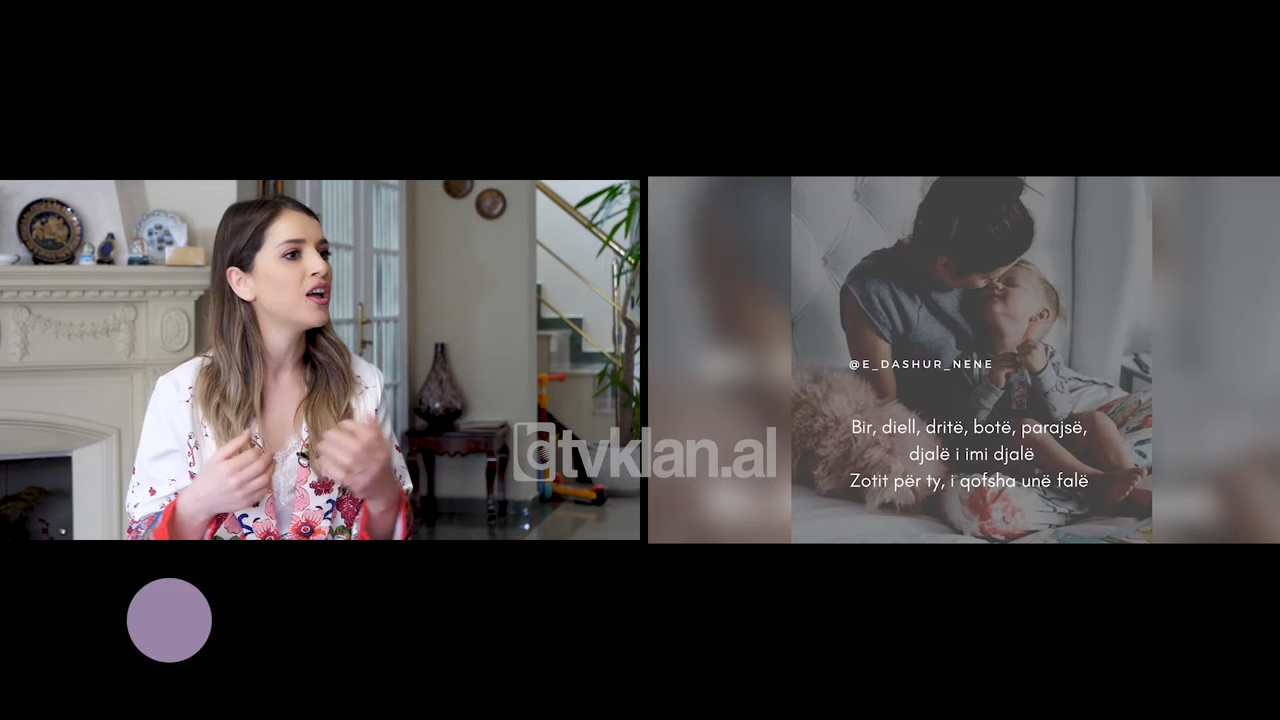 tvklan.al
@E_DASHUR_NENE
Bir, diell, dritë, botë, parajsë,
djalë i imi djalë
Zotit për ty, i qofsha unë falë